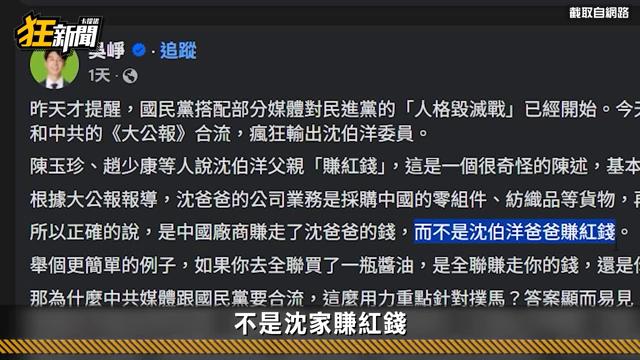 截取自網路
狂新聞
卡提諾
吳崢 · 追蹤
1天 ·
昨天才提醒，國民黨搭配部分媒體對民進黨的「人格毀滅戰」已經開始。今天
和中共的《大公報》合流，瘋狂輸出沈伯洋委員。
陳玉珍、趙少康等人說沈伯洋父親「賺紅錢」，這是一個很奇怪的陳述，基本
根據大公報報導，沈爸爸的公司業務是採購中國的零組件、紡織品等貨物，再
所以正確的說，是中國廠商賺走了沈爸爸的錢，而不是沈伯洋爸爸賺紅錢。
舉個更簡單的例子，如果你去全聯買了一瓶醬油，是全聯賺走你的錢，還是你
那為什麼中共媒體跟國民黨要合流，這麼用力重點針對撲馬？答案顯而易見
不是沈家賺紅錢